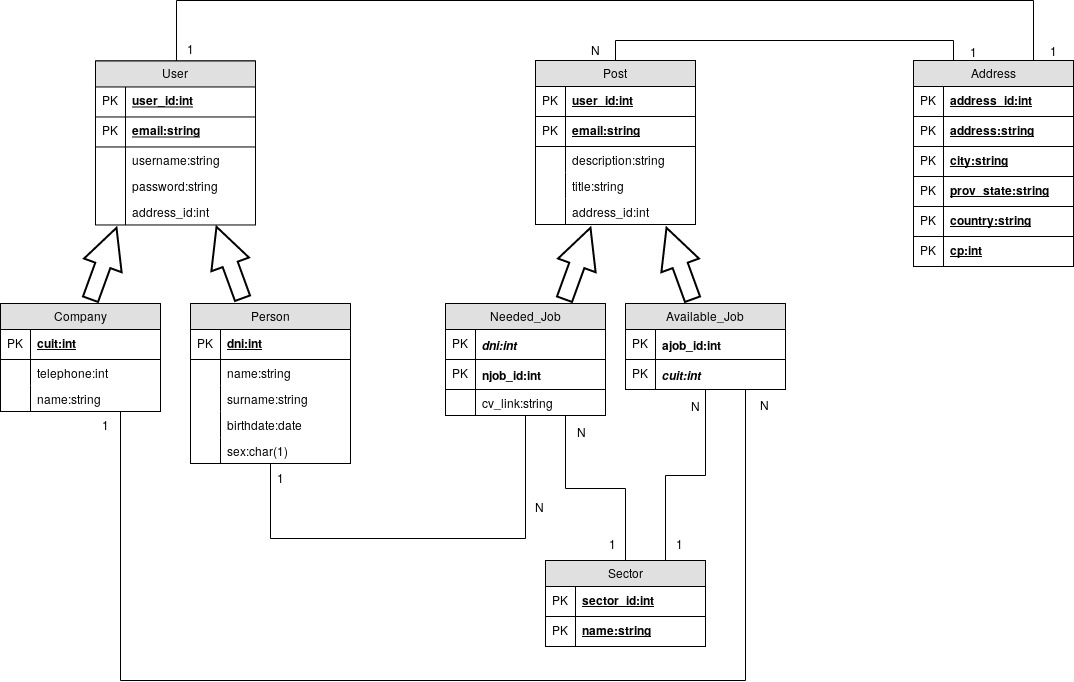 1
N
1
1
User
PK user_id:int
PK email:string
username:string
password:string
address_id:int
Post
PK user_id:int
PK email:string
description:string
title:string
address_id:int
Address
PK address_id:int
PK address:string
PK city:string
PK prov_state:string
PK country:string
PK cp:int
Company
PK cuit:int
telephone:int
name:string
1
Person
PK dni:int
name:string
surname:string
birthdate:date
sex:char(1)
1
Needed_Job
PK dni:int
PK njob_id:int
cv_link:string
N
N
Available_Job
PK ajob_id:int
PK cuit:int
N
N
1
1
Sector
PK sector_id:int
PK name:string